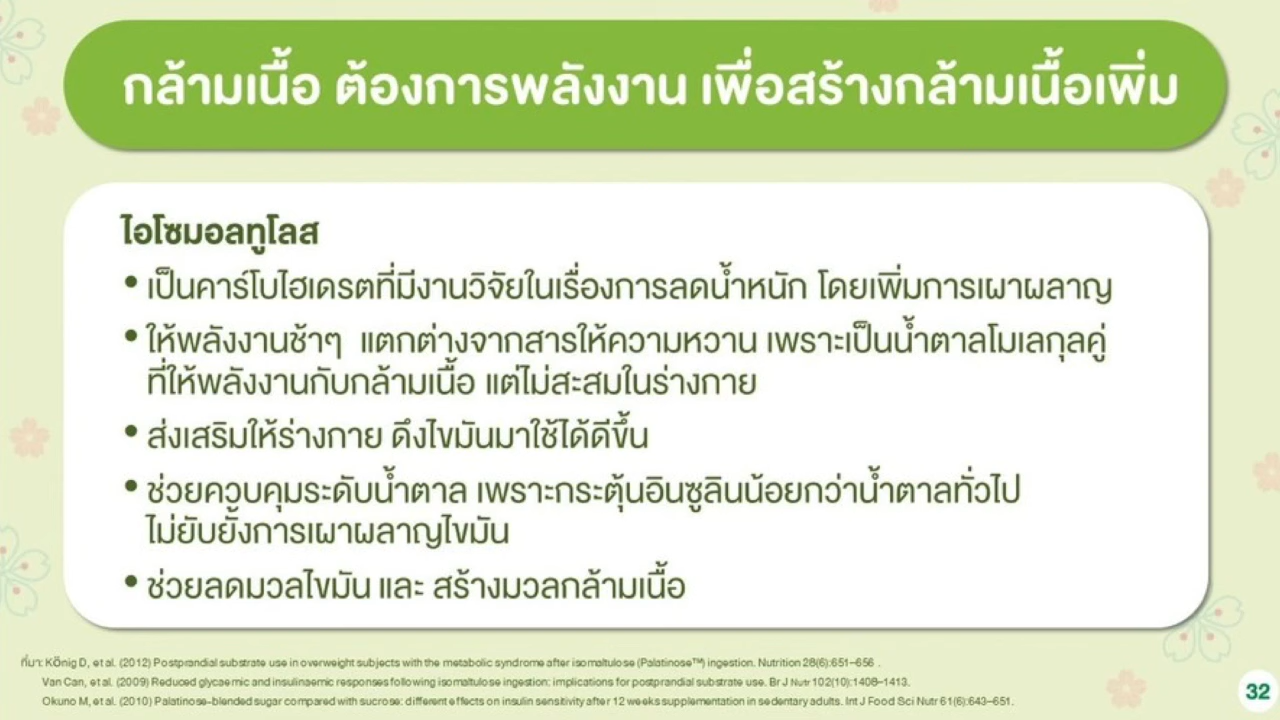 กล้ามเนื้อ ต้องการพลังงาน เพื่อสร้างกล้ามเนื้อเพิ่ม
ไอโซมอลทูโลส
• เป็นคาร์โบไฮเดรตที่มีงานวิจัยในเรื่องการลดน้ำหนัก โดยเพิ่มการเผาผลาญ
• ให้พลังงานช้าๆ แตกต่างจากสารให้ความหวาน เพราะเป็นน้ำตาลโมเลกุลคู่
ที่ให้พลังงานกับกล้ามเนื้อ แต่ไม่สะสมในร่างกาย
• ส่งเสริมให้ร่างกาย ดึงไขมันมาใช้ได้ดีขึ้น
• ช่วยควบคุมระดับน้ำตาล เพราะกระตุ้นอินซูลินน้อยกว่าน้ำตาลทั่วไป
ไม่ยับยั้งการเผาผลาญไขมัน
• ช่วยลดมวลไขมัน และ สร้างมวลกล้ามเนื้อ
ที่มา: König D, et al. (2012) Postprandial substrate use in overweight subjects with the metabolic syndrome after isomaltulose (Palatinose™) ingestion. Nutrition 28(6):651–656 .
Van Can, et al. (2009) Reduced glycaemic and insulinaemic responses following isomaltulose ingestion: implications for postprandial substrate use. Br J Nutr 102(10):1408–1413.
Okuno M, et al. (2010) Palatinose-blended sugar compared with sucrose: different effects on insulin sensitivity after 12 weeks supplementation in sedentary adults. Int J Food Sci Nutr 61(6):643–651.
32